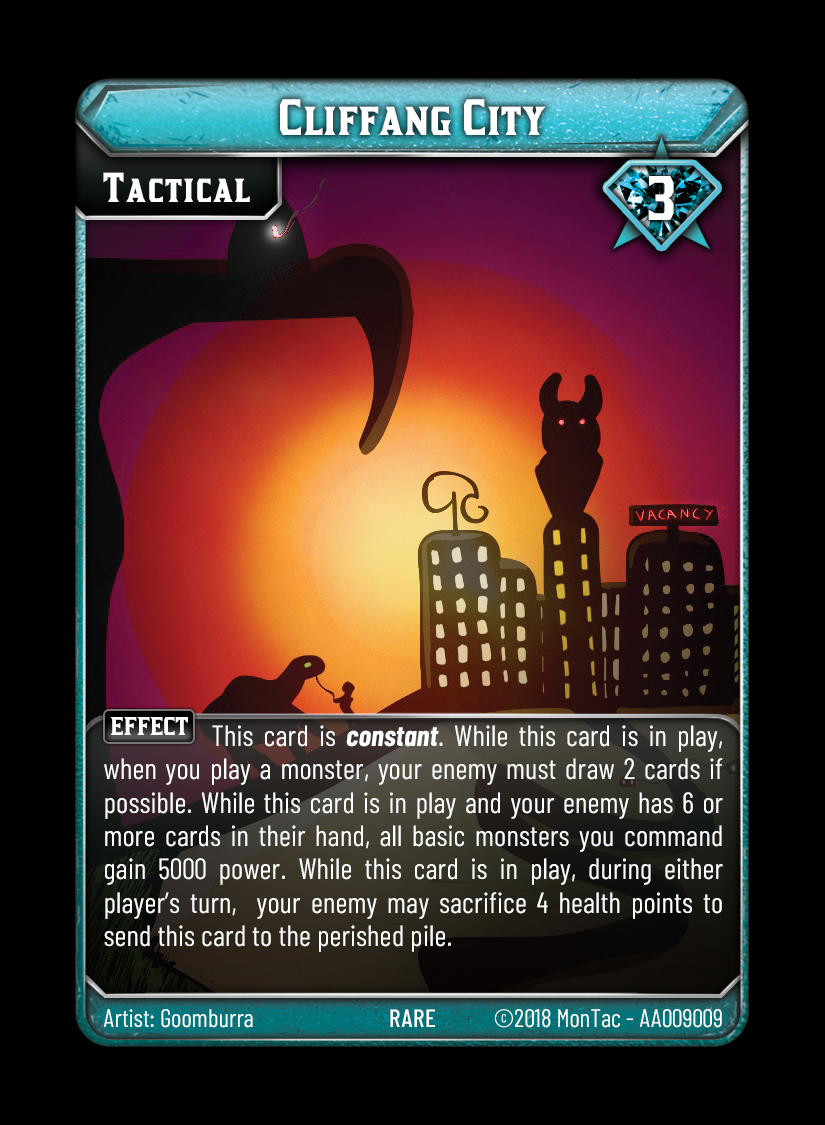 Cliffang City
Tactical
-3
VACANCY
EFFECT This card is constant. While this card is in play,
when you play a monster, your enemy must draw 2 cards if
possible. While this card is in play and your enemy has 6 or
more cards in their hand, all basic monsters you command
gain 5000 power. While this card is in play, during either
player's turn, your enemy may sacrifice 4 health points to
send this card to the perished pile.
Artist: Goomburra RARE ©2018 MonTac - AA009009